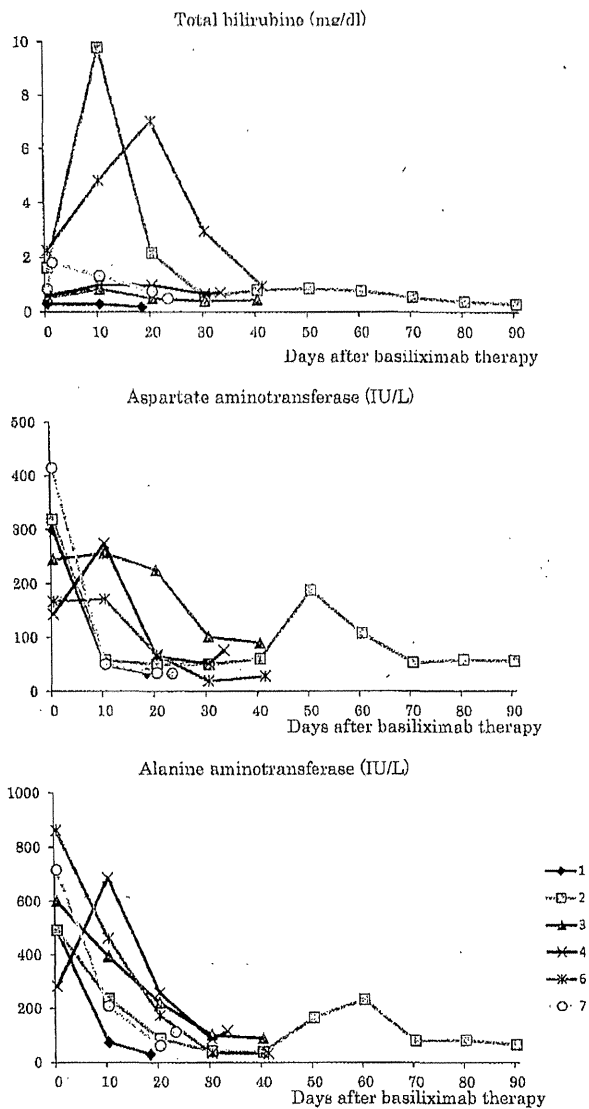 Total bilirubine (mg/dl)
10
8
6
4
2
0
0 10 20 30 40 50 60 70 80 90
Days after basiliximab therapy
Aspartate aminotransferase (IU/L)
500
400
300
200
100
0
0 10 20 30 40 50 60 70 80 90
Days after basiliximab therapy
Alanine aminotransferase (IU/L)
1000
800
600
400
200
0
0 10 20 30 40 50 60 70 80 90
Days after basiliximab therapy
1
2
3
4
6
7